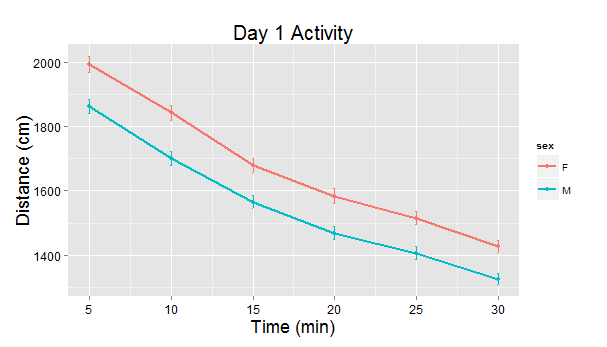 Day 1 Activity
Distance (cm)
2000
1800
1600
1400
5 10 15 20 25 30
Time (min)
sex
F
M